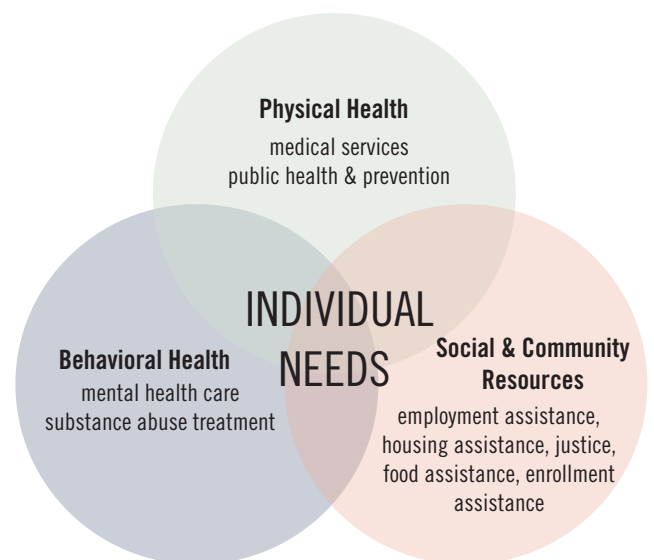 Physical Health
medical services
public health & prevention
INDIVIDUAL
NEEDS
Behavioral Health
mental health care
substance abuse treatment
Social & Community
Resources
employment assistance,
housing assistance, justice,
food assistance, enrollment
assistance